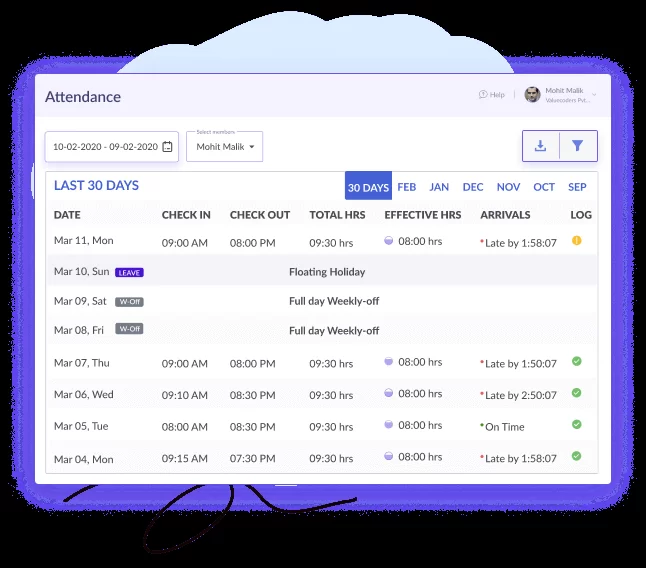 Attendance
Help
Mohit Malik
Valuecoders Pvt...
10-02-2020 - 09-02-2020
Select members
Mohit Malik
LAST 30 DAYS 30 DAYS FEB JAN DEC NOV OCT SEP
DATE CHECK IN CHECK OUT TOTAL HRS EFFECTIVE HRS ARRIVALS LOG
Mar 11, Mon 09:00 AM 08:00 PM 09:30 hrs 08:00 hrs *Late by 1:58:07
Mar 10, Sun LEAVE Floating Holiday
Mar 09, Sat W-Off Full day Weekly-off
Mar 08, Fri W-Off Full day Weekly-off
Mar 07, Thu 09:00 AM 08:00 PM 09:30 hrs 08:00 hrs *Late by 1:50:07
Mar 06, Wed 09:10 AM 08:30 PM 09:30 hrs 08:00 hrs *Late by 2:50:07
Mar 05, Tue 08:00 AM 08:30 PM 09:30 hrs 08:00 hrs *On Time
Mar 04, Mon 09:15 AM 07:30 PM 09:30 hrs 08:00 hrs *Late by 1:58:07